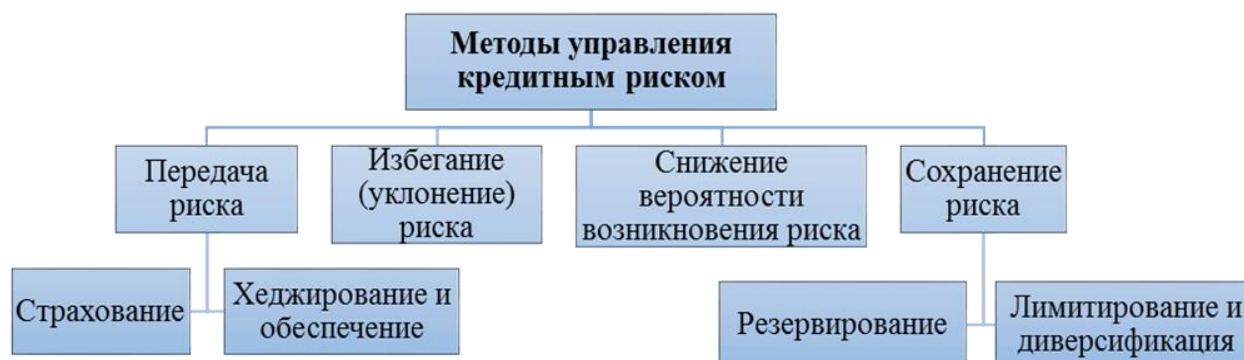 Методы управления
кредитным риском
Передача
риска
Избегание
(уклонение)
риска
Снижение
вероятности
возникновения риска
Сохранение
риска
Страхование
Хеджирование и
обеспечение
Резервирование
Лимитирование и
диверсификация